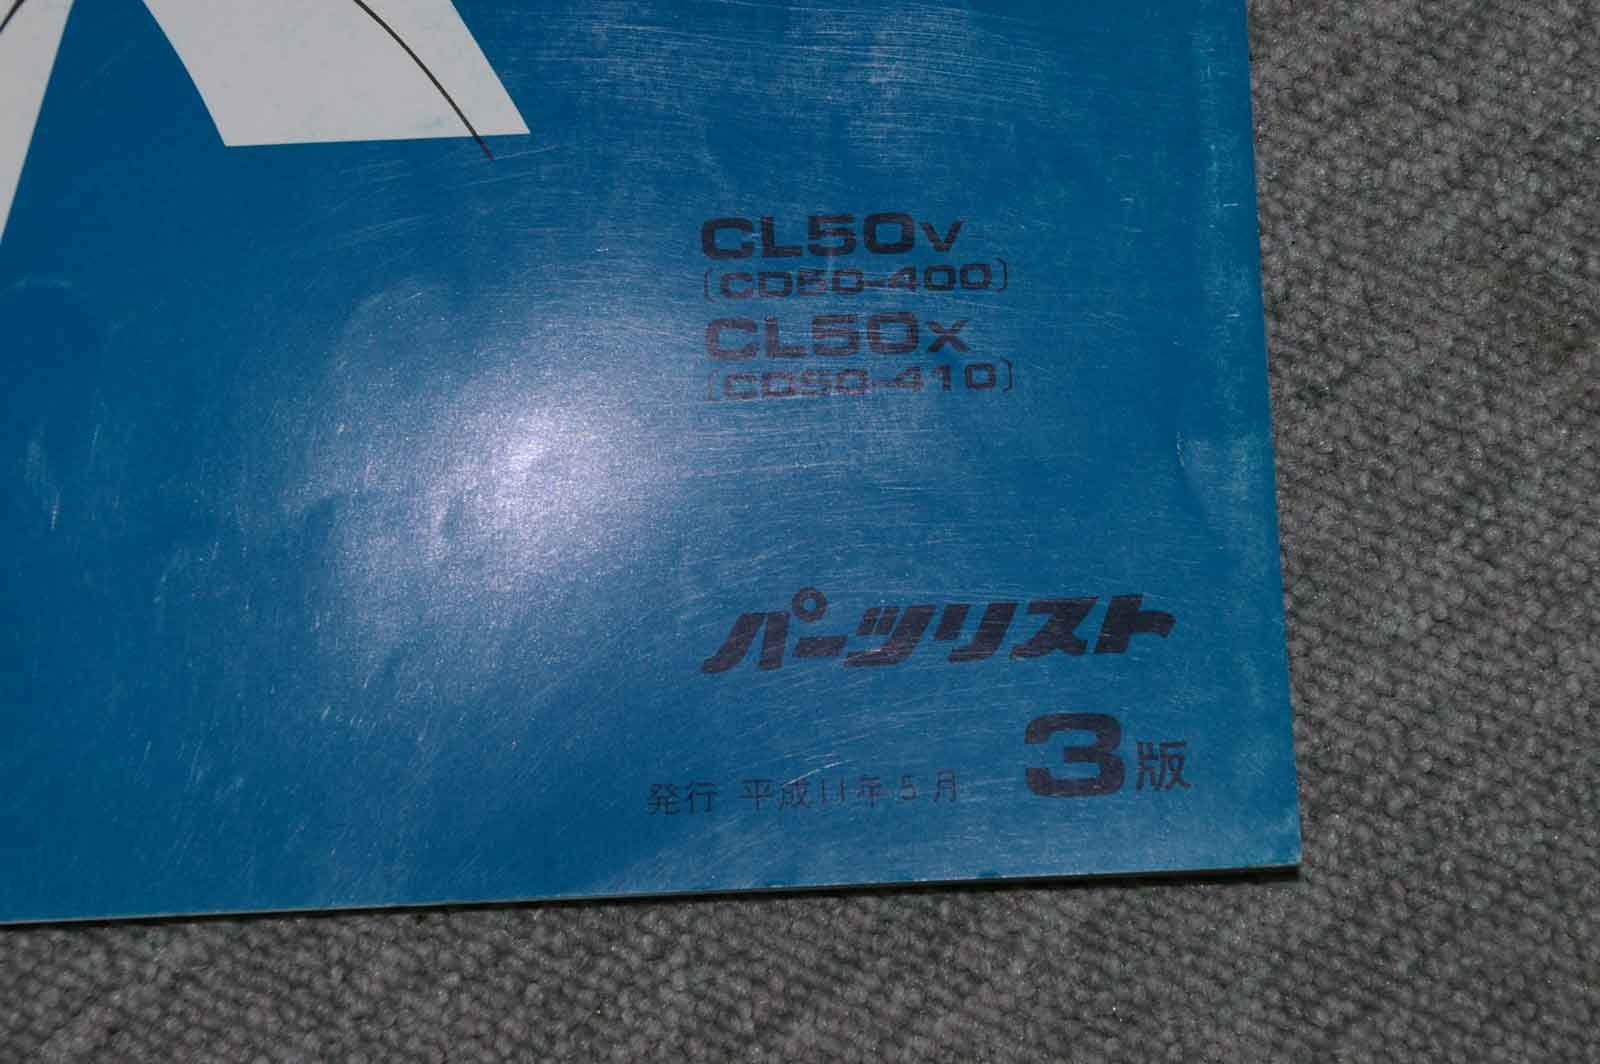 CL50V
〔CD50-400〕
CL50X
〔CD50-410〕
パーツリスト
3版
発行 平成11年5月